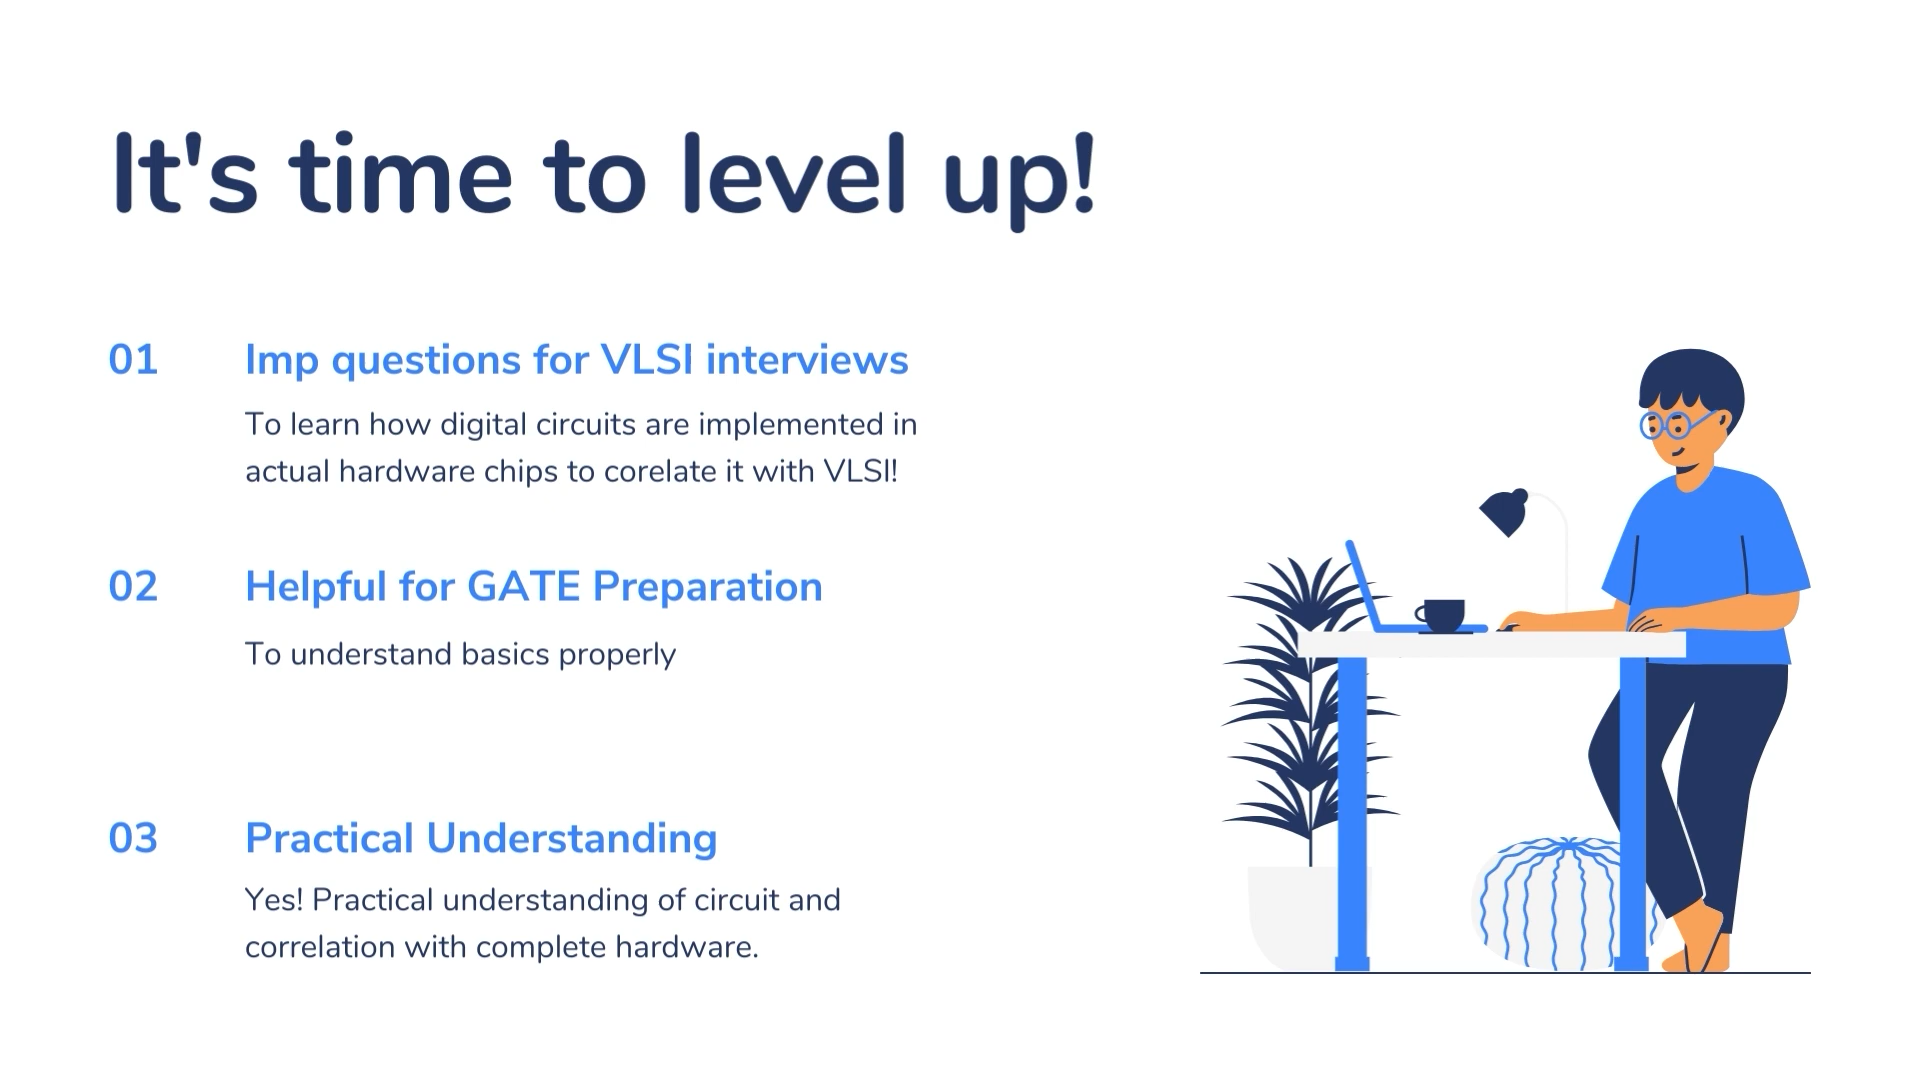 It's time to level up!
01 Imp questions for VLSI interviews
To learn how digital circuits are implemented in
actual hardware chips to corelate it with VLSI!
02 Helpful for GATE Preparation
To understand basics properly
03 Practical Understanding
Yes! Practical understanding of circuit and
correlation with complete hardware.